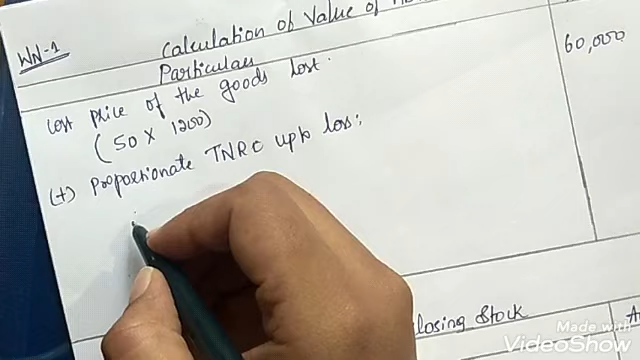 WN-1
Calculation of Value of
Particulars
Cost price of the goods lost.
(50 X 1200)
60,000
(+) Proportionate TNRC upto loss:
losing Stock
Made with
VideoShow